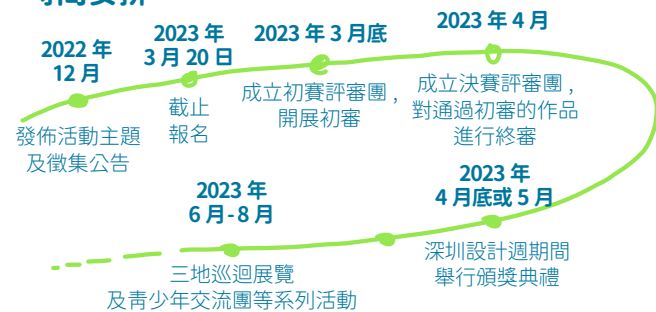 2022 年
12 月
發佈活動主題
及徵集公告
2023 年
3 月 20 日
截止
報名
2023 年 3 月底
成立初賽評審團，
開展初審
2023 年 4 月
成立決賽評審團，
對通過初審的作品
進行終審
2023 年
4 月底或 5 月
深圳設計週期間
舉行頒獎典禮
2023 年
6 月 - 8 月
三地巡迴展覽
及青少年交流團等系列活動